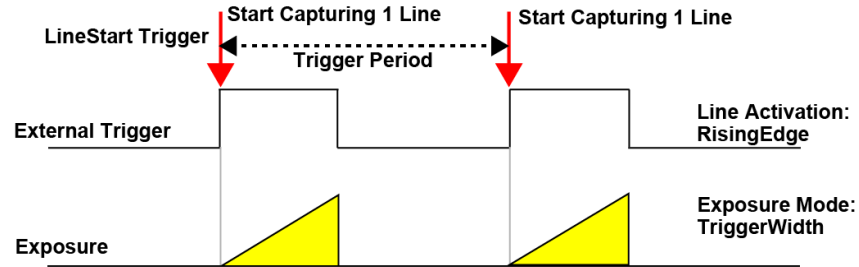 Start Capturing 1 Line
Start Capturing 1 Line
LineStart Trigger
Trigger Period
External Trigger
Line Activation:
RisingEdge
Exposure Mode:
TriggerWidth
Exposure